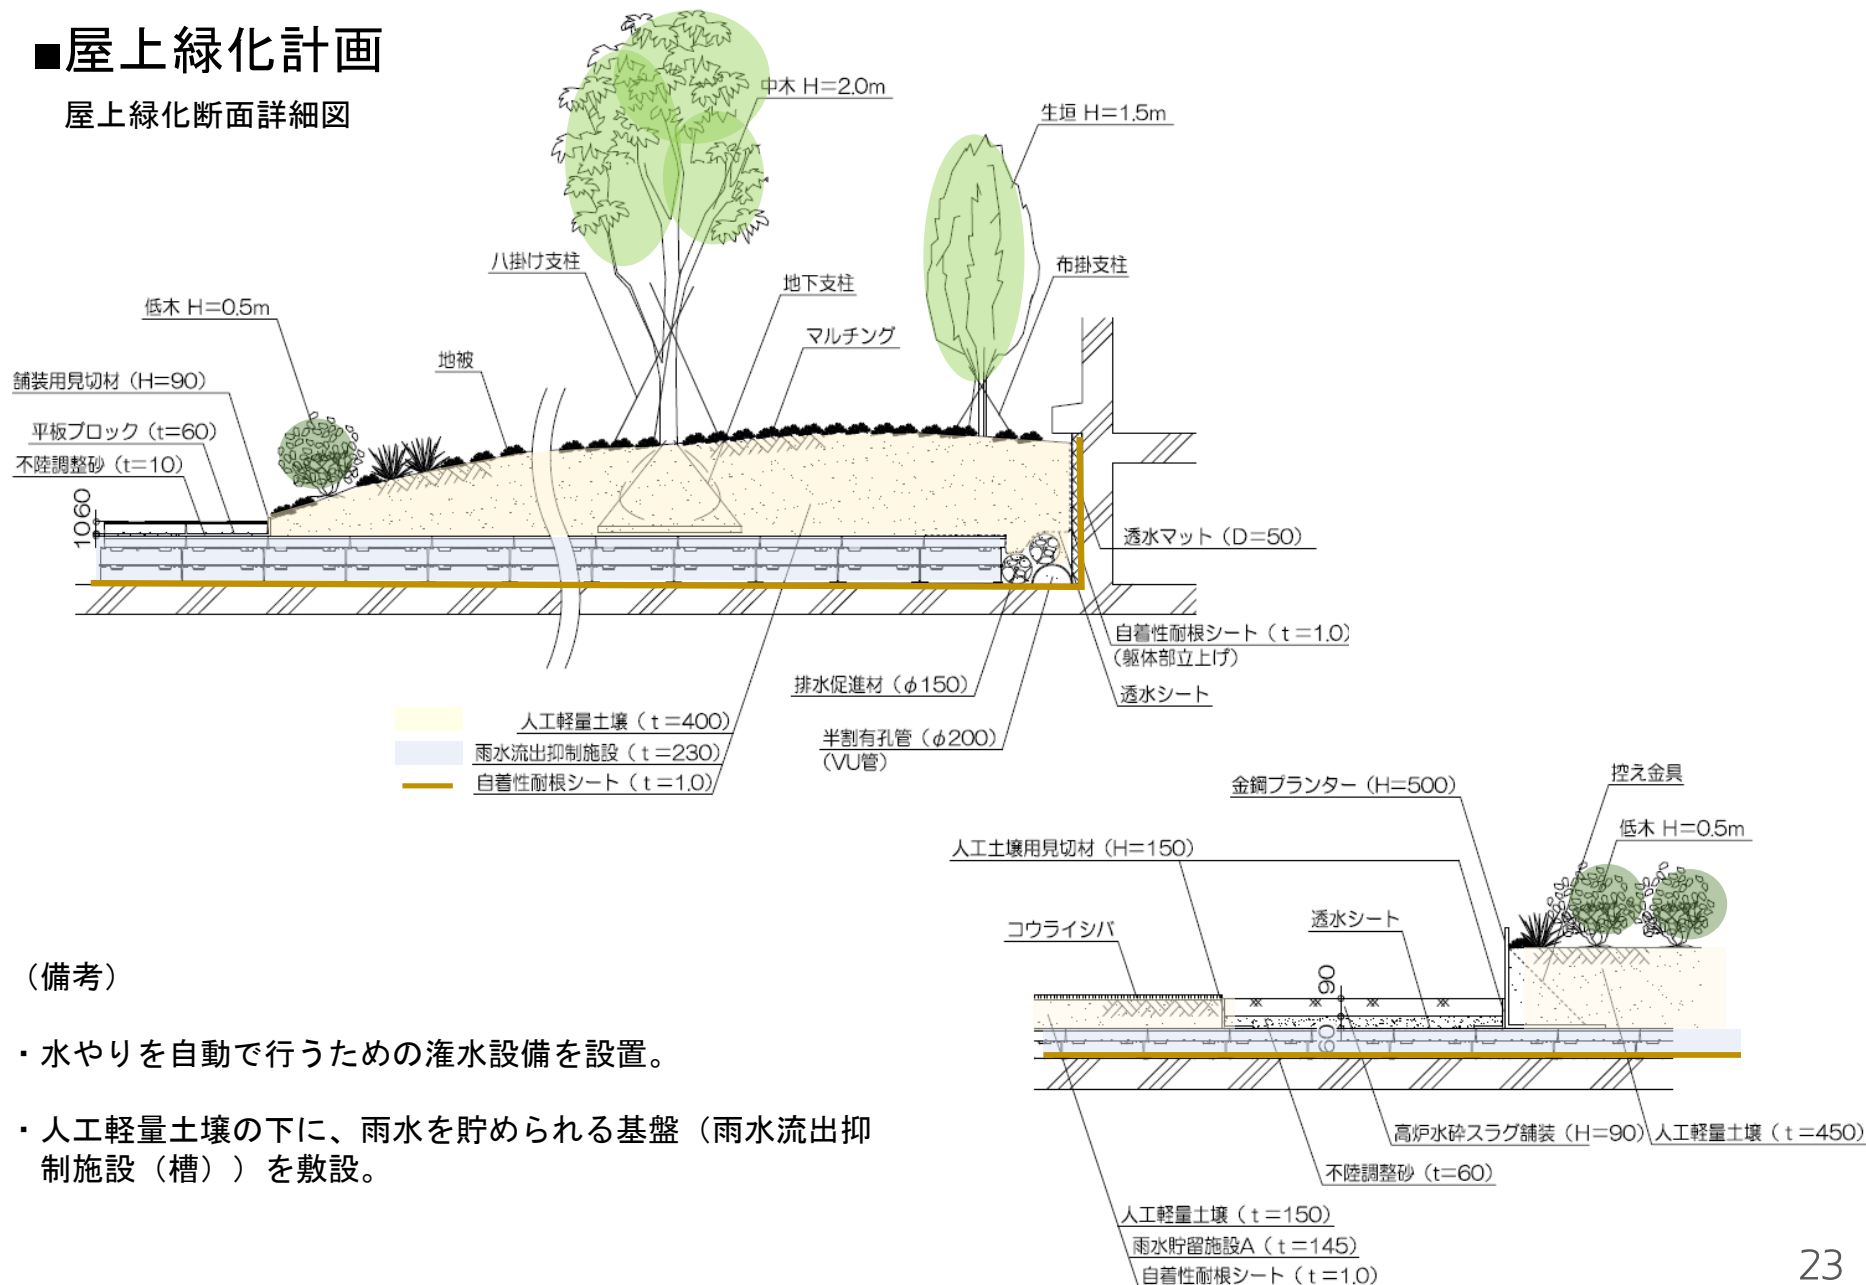 ■屋上緑化計画
屋上緑化断面詳細図
中木 H=2.0m
生垣 H=1.5m
八掛け支柱
地下支柱
布掛支柱
低木 H=0.5m
マルチング
地被
舗装用見切材（H=90）
平板ブロック（t=60）
不陸調整砂（t=10）
1060
透水マット（D=50）
自着性耐根シート（t=1.0）
（躯体部立上げ）
透水シート
排水促進材（φ150）
半割有孔管（φ200）
（VU管）
人工軽量土壌（t=400）
雨水流出抑制施設（t=230）
自着性耐根シート（t=1.0）
控え金具
金鋼プランター（H=500）
低木 H=0.5m
人工土壌用見切材（H=150）
コウライシバ
透水シート
90
60
高炉水砕スラグ舗装（H=90）
人工軽量土壌（t=450）
不陸調整砂（t=60）
人工軽量土壌（t=150）
雨水貯留施設A（t=145）
自着性耐根シート（t=1.0）
（備考）
・水やりを自動で行うための潅水設備を設置。
・人工軽量土壌の下に、雨水を貯められる基盤（雨水流出抑
制施設（槽））を敷設。
23